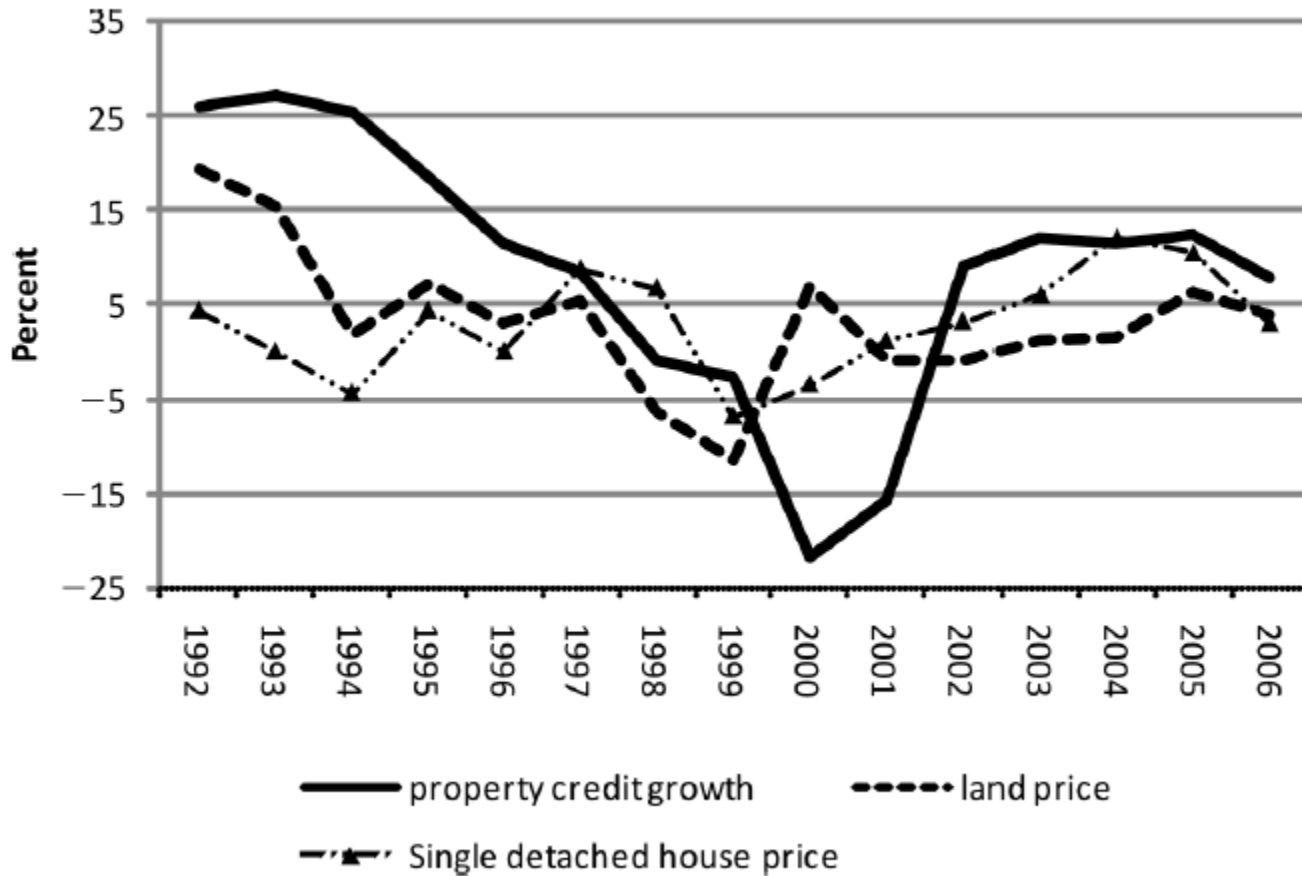 35
25
15
5
−5
−15
−25
Percent
1992 1993 1994 1995 1996 1997 1998 1999 2000 2001 2002 2003 2004 2005 2006
property credit growth land price
Single detached house price